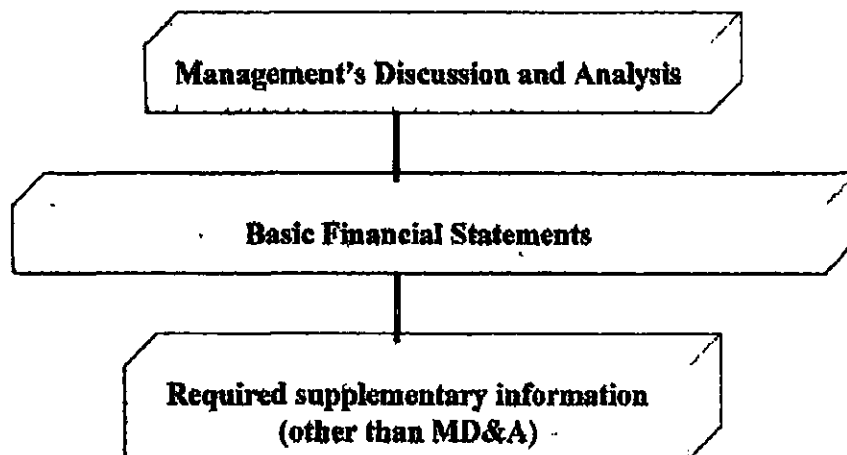 Management's Discussion and Analysis
Basic Financial Statements
Required supplementary information
(other than MD&A)